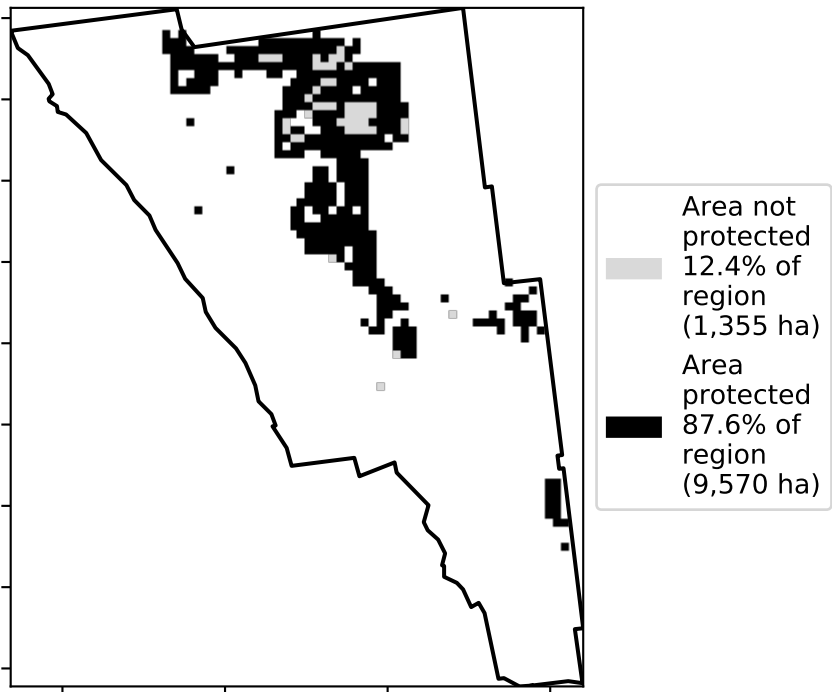 Area not
protected
12.4% of
region
(1,355 ha)
Area
protected
87.6% of
region
(9,570 ha)